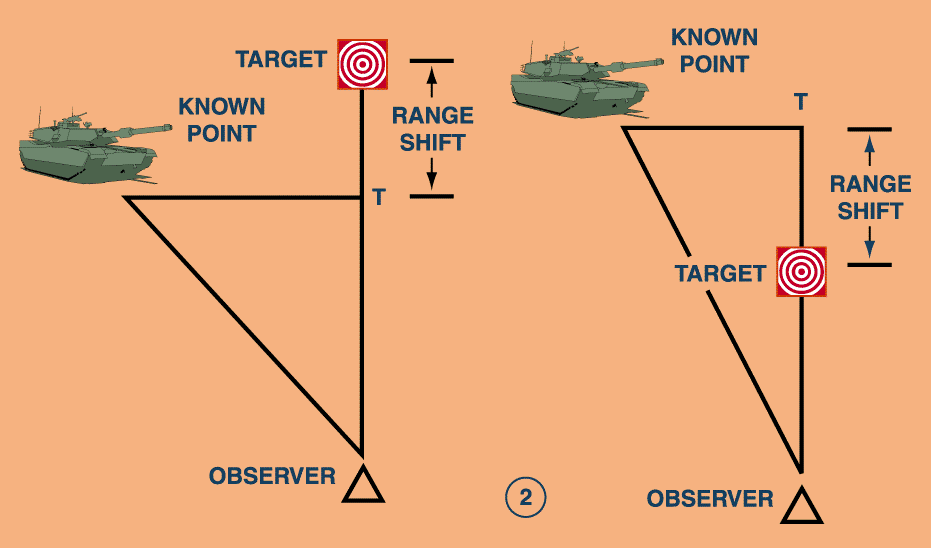 TARGET
KNOWN
POINT
RANGE
SHIFT
T
OBSERVER
2
KNOWN
POINT
T
RANGE
SHIFT
TARGET
OBSERVER